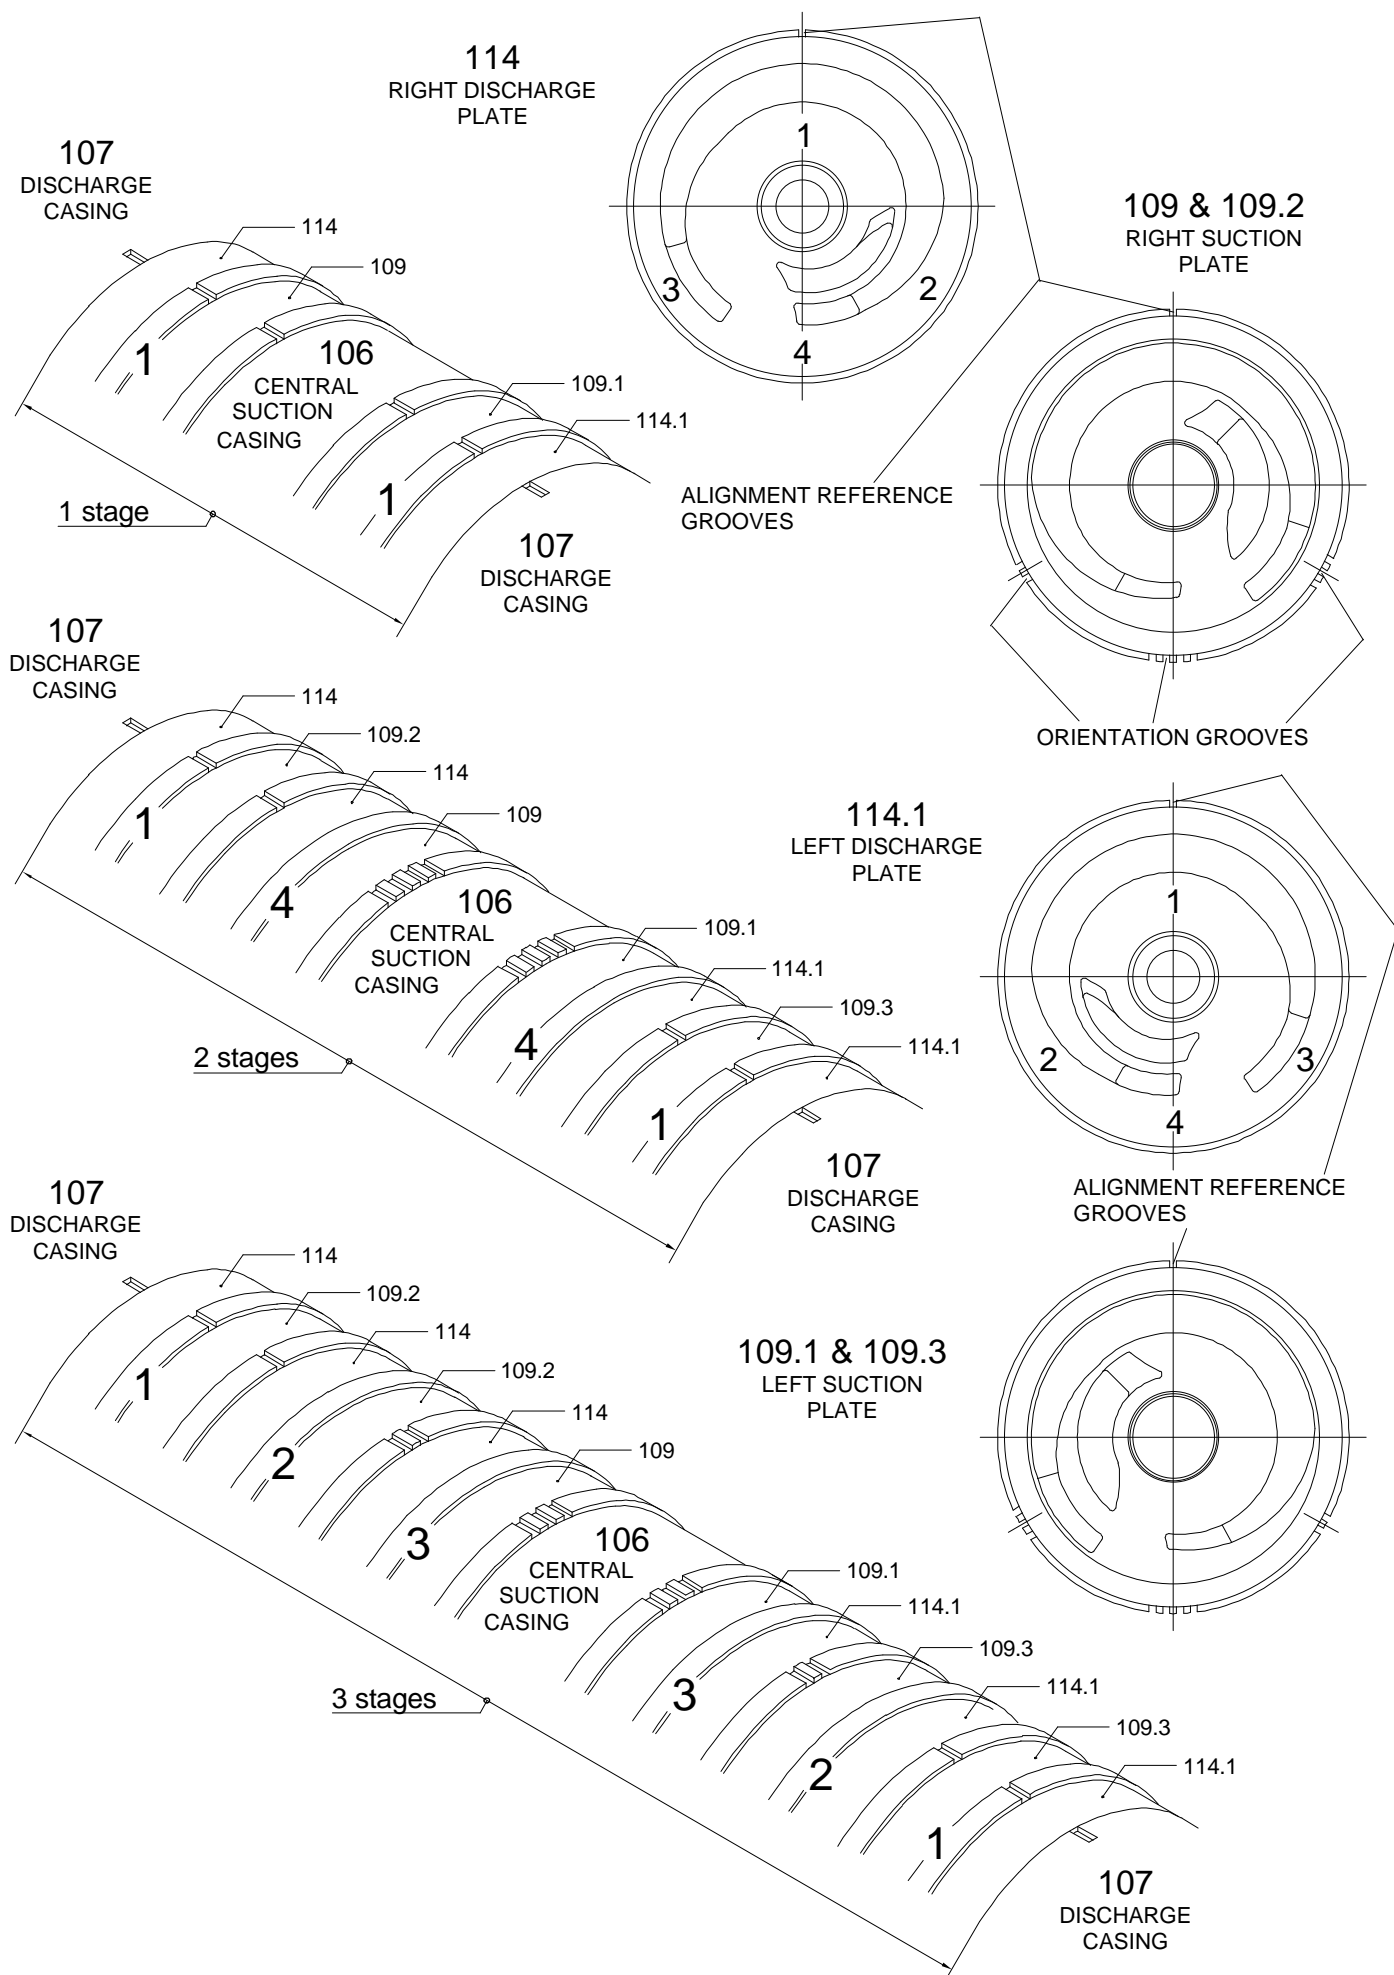 114
RIGHT DISCHARGE
PLATE
1
3
2
4
107
DISCHARGE
CASING
114
109
1
106
CENTRAL
SUCTION
CASING
109.1
114.1
1
1 stage
107
DISCHARGE
CASING
109 & 109.2
RIGHT SUCTION
PLATE
ALIGNMENT REFERENCE
GROOVES
ORIENTATION GROOVES
107
DISCHARGE
CASING
114
109.2
114
109
1
4
106
CENTRAL
SUCTION
CASING
109.1
114.1
109.3
114.1
4
1
2 stages
107
DISCHARGE
CASING
114.1
LEFT DISCHARGE
PLATE
1
2
3
4
ALIGNMENT REFERENCE
GROOVES
107
DISCHARGE
CASING
114
109.2
114
109.2
114
109
1
2
3
106
CENTRAL
SUCTION
CASING
109.1
114.1
109.3
114.1
109.3
114.1
3
2
1
3 stages
107
DISCHARGE
CASING
109.1 & 109.3
LEFT SUCTION
PLATE